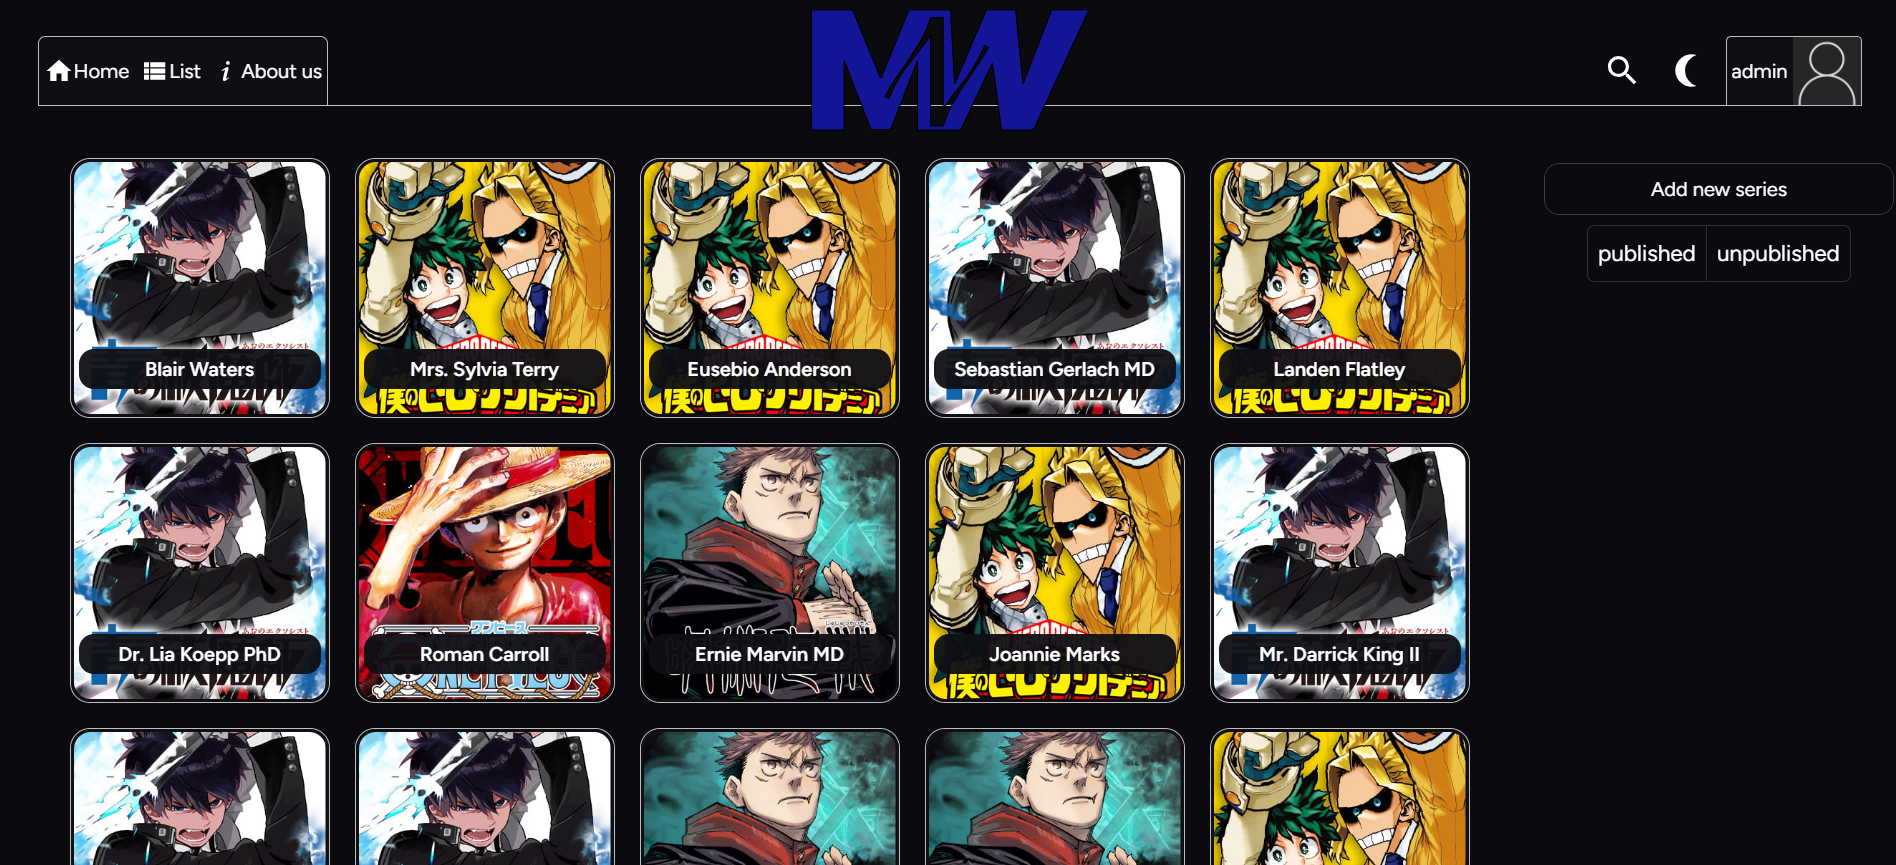 Home List About us
MW
admin
Add new series
published unpublished
Blair Waters
Mrs. Sylvia Terry
Eusebio Anderson
Sebastian Gerlach MD
Landen Flatley
Dr. Lia Koepp PhD
Roman Carroll
Ernie Marvin MD
Joannie Marks
Mr. Darrick King II